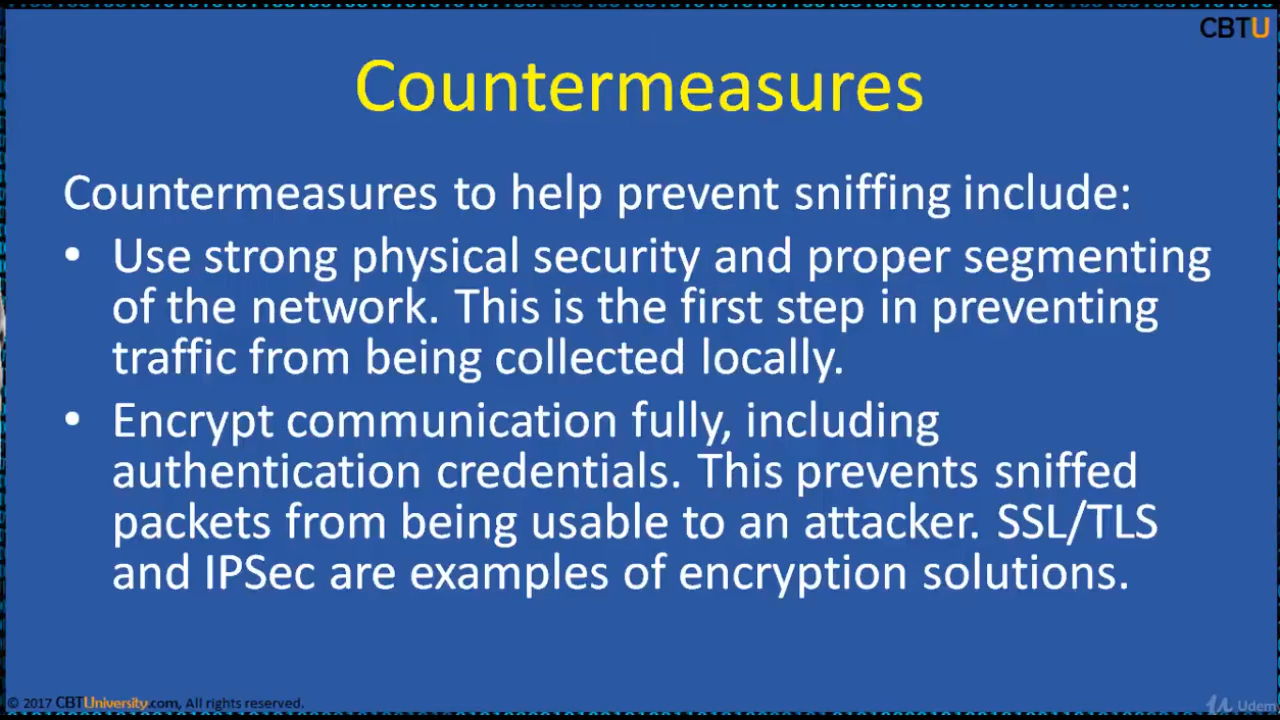 CBTU
Countermeasures
Countermeasures to help prevent sniffing include:
• Use strong physical security and proper segmenting
of the network. This is the first step in preventing
traffic from being collected locally.
• Encrypt communication fully, including
authentication credentials. This prevents sniffed
packets from being usable to an attacker. SSL/TLS
and IPSec are examples of encryption solutions.
© 2017 CBTUniversity.com, All rights reserved.